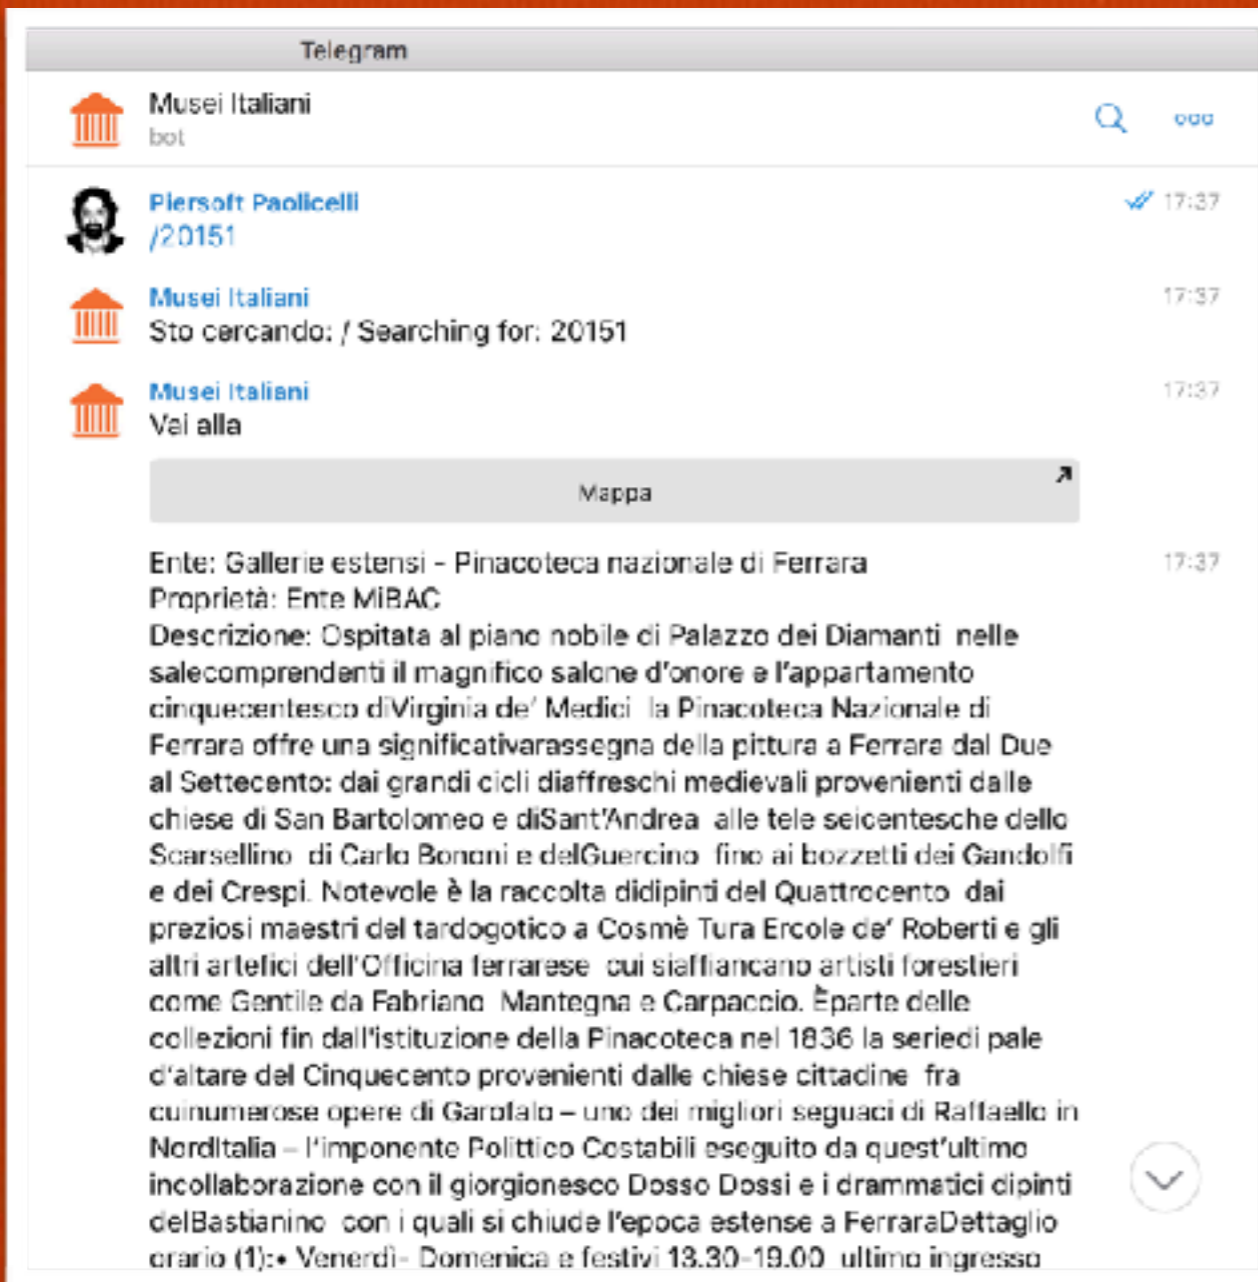 Telegram
Musei Italiani
bot
Piersoft Paolicelli
17:37
/20151
Musei Italiani
17:37
Sto cercando: / Searching for: 20151
Musei Italiani
17:37
Vai alla
Mappa
Ente: Gallerie estensi - Pinacoteca nazionale di Ferrara
17:37
Proprietà: Ente MiBAC
Descrizione: Ospitata al piano nobile di Palazzo dei Diamanti  nelle
salecomprendenti il magnifico salone d'onore e l'appartamento
cinquecentesco diVirginia de' Medici  la Pinacoteca Nazionale di
Ferrara offre una significativarassegna della pittura a Ferrara dal Due
al Settecento: dai grandi cicli diaffreschi medievali provenienti dalle
chiese di San Bartolomeo e diSant'Andrea  alle tele seicentesche dello
Scarsellino  di Carlo Bononi e delGuercino  fino ai bozzetti dei Gandolfi
e dei Crespi. Notevole è la raccolta didipinti del Quattrocento  dai
preziosi maestri del tardogotico a Cosmè Tura Ercole de' Roberti e gli
altri artefici dell'Officina ferrarese  cui siaffiancano artisti forestieri
come Gentile da Fabriano  Mantegna e Carpaccio. Èparte delle
collezioni fin dall'istituzione della Pinacoteca nel 1836 la seriedi pale
d'altare del Cinquecento provenienti dalle chiese cittadine  fra
cuinumerose opere di Garofalo – uno dei migliori seguaci di Raffaello in
NordItalia – l'imponente Polittico Costabili eseguito da quest'ultimo
incollaborazione con il giorgionesco Dosso Dossi e i drammatici dipinti
delBastianino  con i quali si chiude l'epoca estense a FerraraDettaglio
orario (1):• Venerdì- Domenica e festivi 13.30-19.00  ultimo ingresso